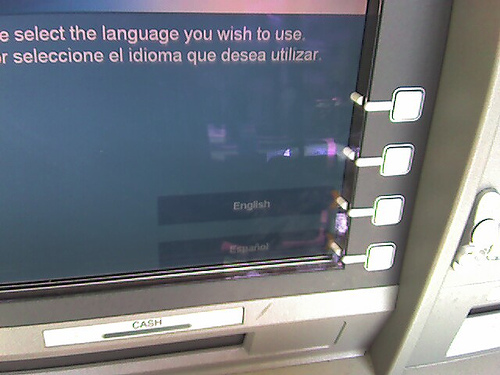 e select the language you wish to use.
r seleccione el idioma que desea utilizar.
English
Español
CASH